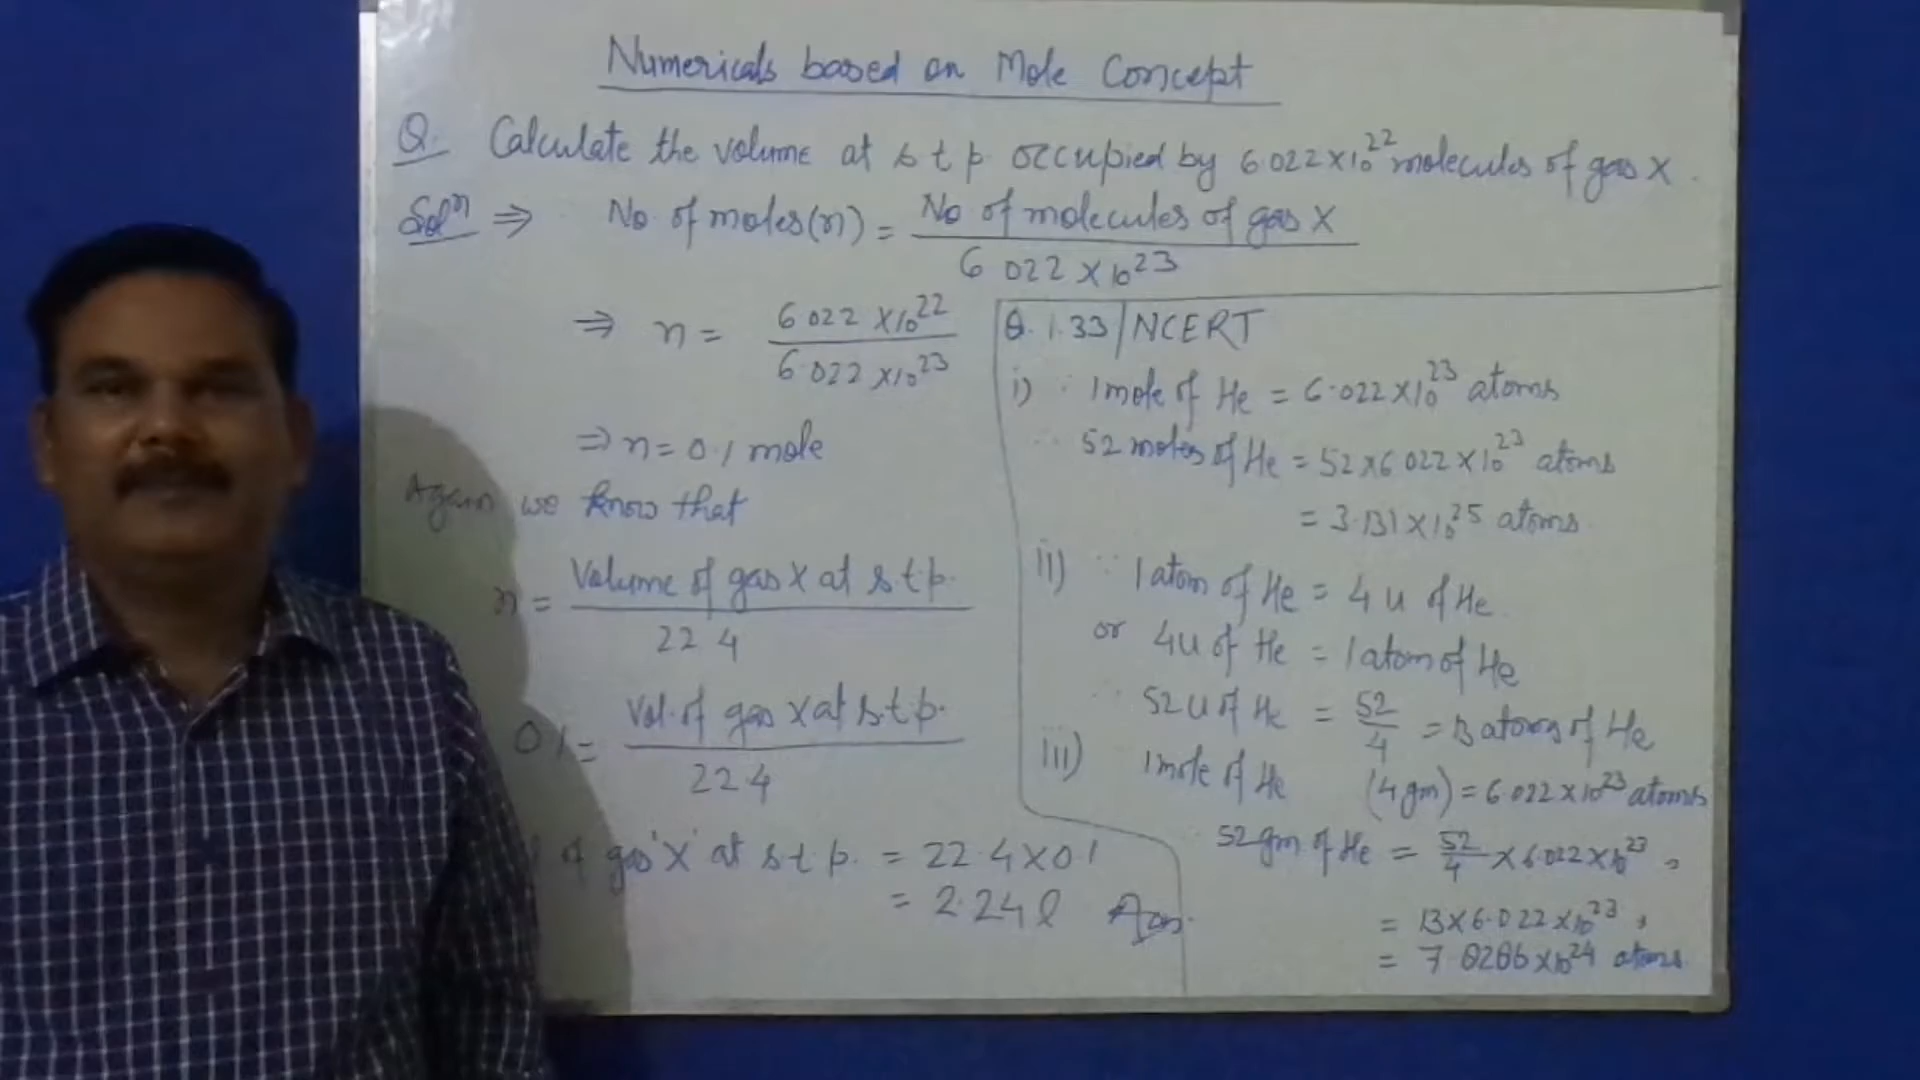 Numericals based on Mole Concept
Q. Calculate the volume at s t p. occupied by 6.022×10²² molecules of gas X.
Solⁿ ⇒ No. of moles(n) = No of molecules of gas X / 6 022 × 10²³
⇒ n = 6 022 ×10²² / 6.022 ×10²³
⇒ n = 0.1 mole
Again we know that
n = Volume of gas X at s.t.p. / 22 4
0 1 = Vol. of gas X at s.t.p. / 22.4
of gas 'X' at s t p. = 22.4 × 0.1
= 2.24 l Ans.
Q. 1.33 / NCERT
i) ∵ 1 mole of He = 6.022×10²³ atoms
∴ 52 moles of He = 52×6 022×10²³ atoms
= 3.131×10²⁵ atoms
ii) ∵ 1 atom of He = 4 u of He
or 4u of He = 1 atom of He
∴ 52 u of He = 52/4 = 13 atoms of He
iii) 1 mole of He (4 gm) = 6.022×10²³ atoms
52 gm of He = 52/4 × 6.022×10²³ ,
= 13×6.022×10²³ ,
= 7.8286×10²⁴ atoms